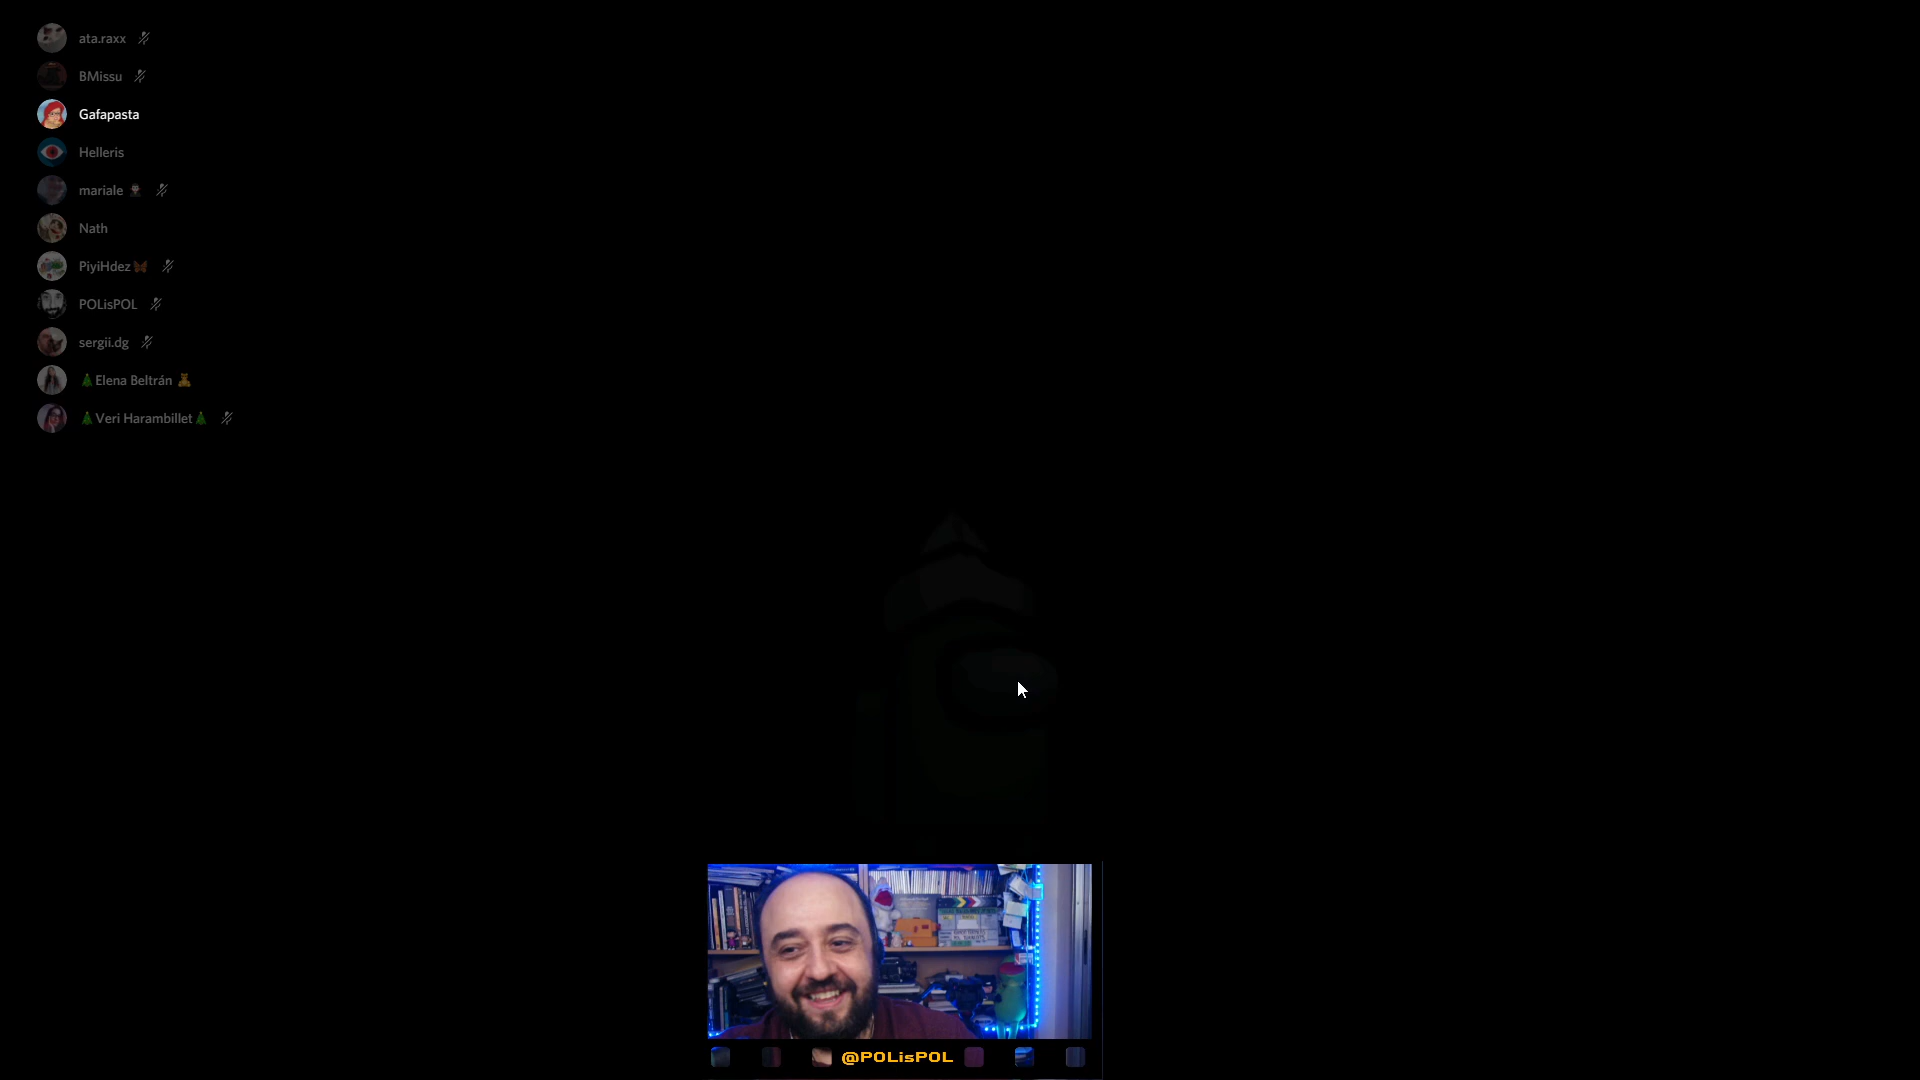 ata.raxx
BMissu
Gafapasta
Helleris
mariale
Nath
PiyiHdez🦋
POLisPOL
sergii.dg
🎄Elena Beltrán 🧸
🎄Veri Harambillet🎄
@POLisPOL